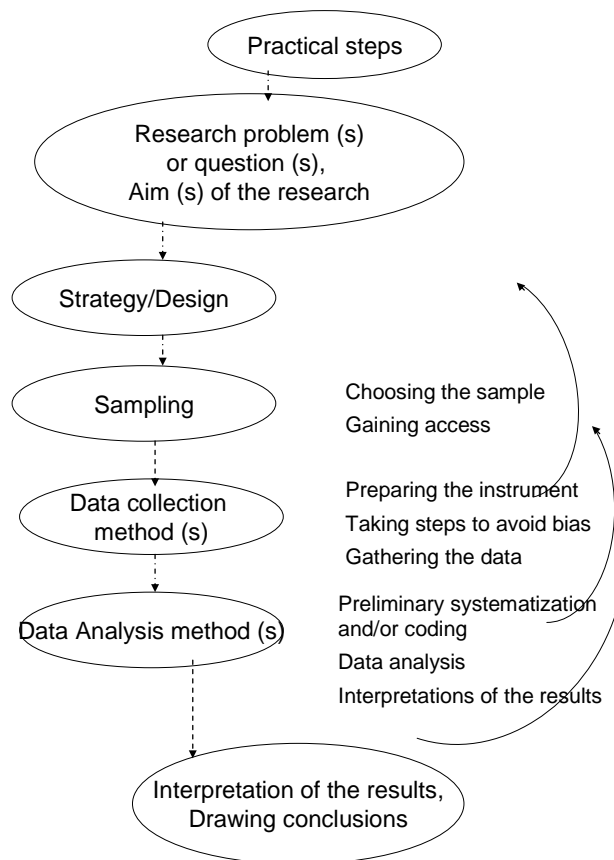 Practical steps
Research problem (s)
or question (s),
Aim (s) of the research
Strategy/Design
Sampling
Choosing the sample
Gaining access
Data collection
method (s)
Preparing the instrument
Taking steps to avoid bias
Gathering the data
Data Analysis method (s)
Preliminary systematization
and/or coding
Data analysis
Interpretations of the results
Interpretation of the results,
Drawing conclusions